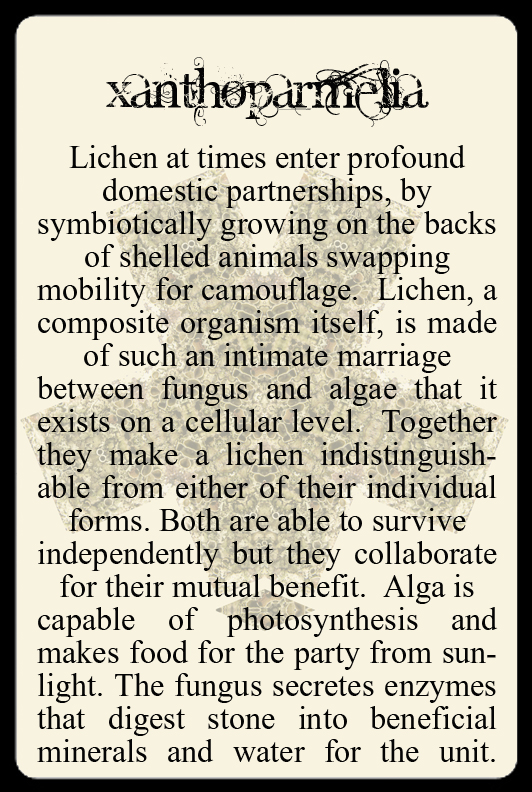 xanthoparmelia
Lichen at times enter profound
domestic partnerships, by
symbiotically growing on the backs
of shelled animals swapping
mobility for camouflage. Lichen, a
composite organism itself, is made
of such an intimate marriage
between fungus and algae that it
exists on a cellular level. Together
they make a lichen indistinguish-
able from either of their individual
forms. Both are able to survive
independently but they collaborate
for their mutual benefit. Alga is
capable of photosynthesis and
makes food for the party from sun-
light. The fungus secretes enzymes
that digest stone into beneficial
minerals and water for the unit.